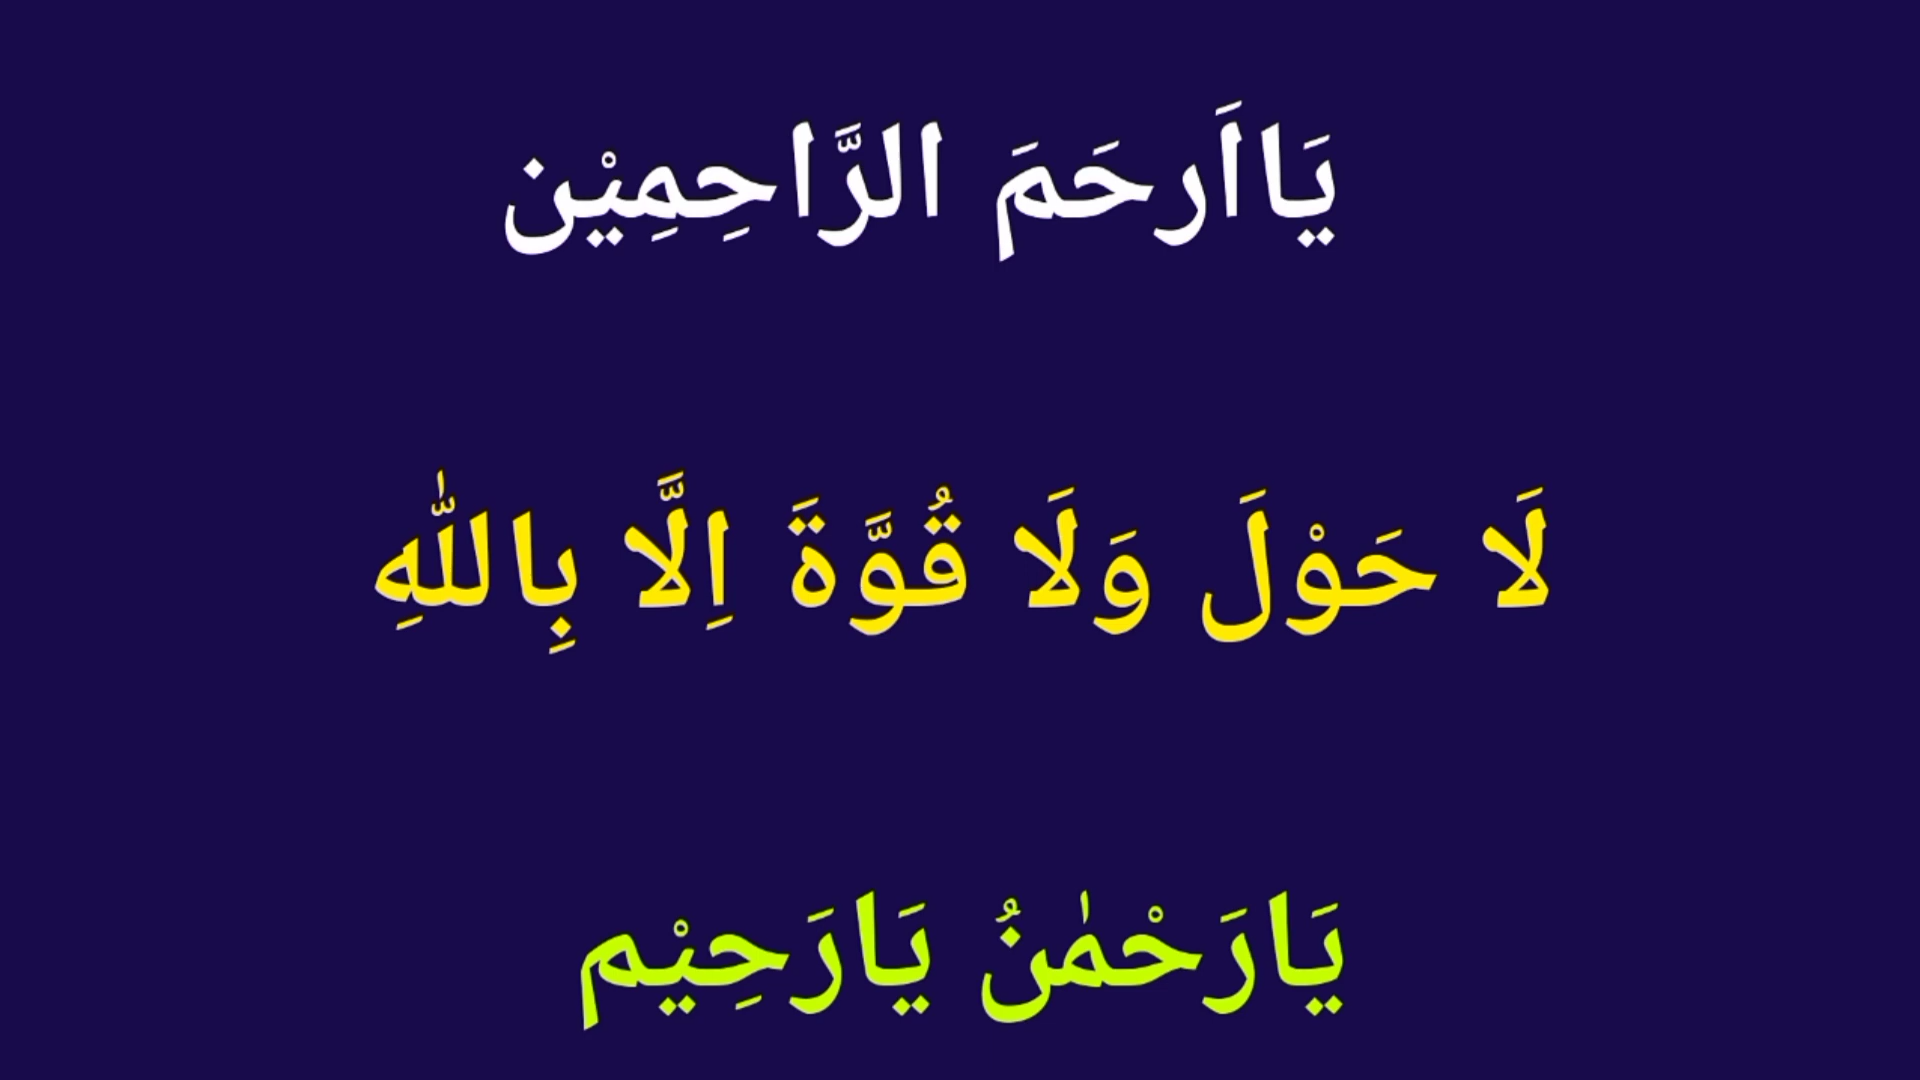 يَااَرحَمَ الرَّاحِمِيْن
لَا حَوْلَ وَلَا قُوَّةَ اِلَّا بِاللّٰهِ
يَارَحْمٰنُ يَارَحِيْم